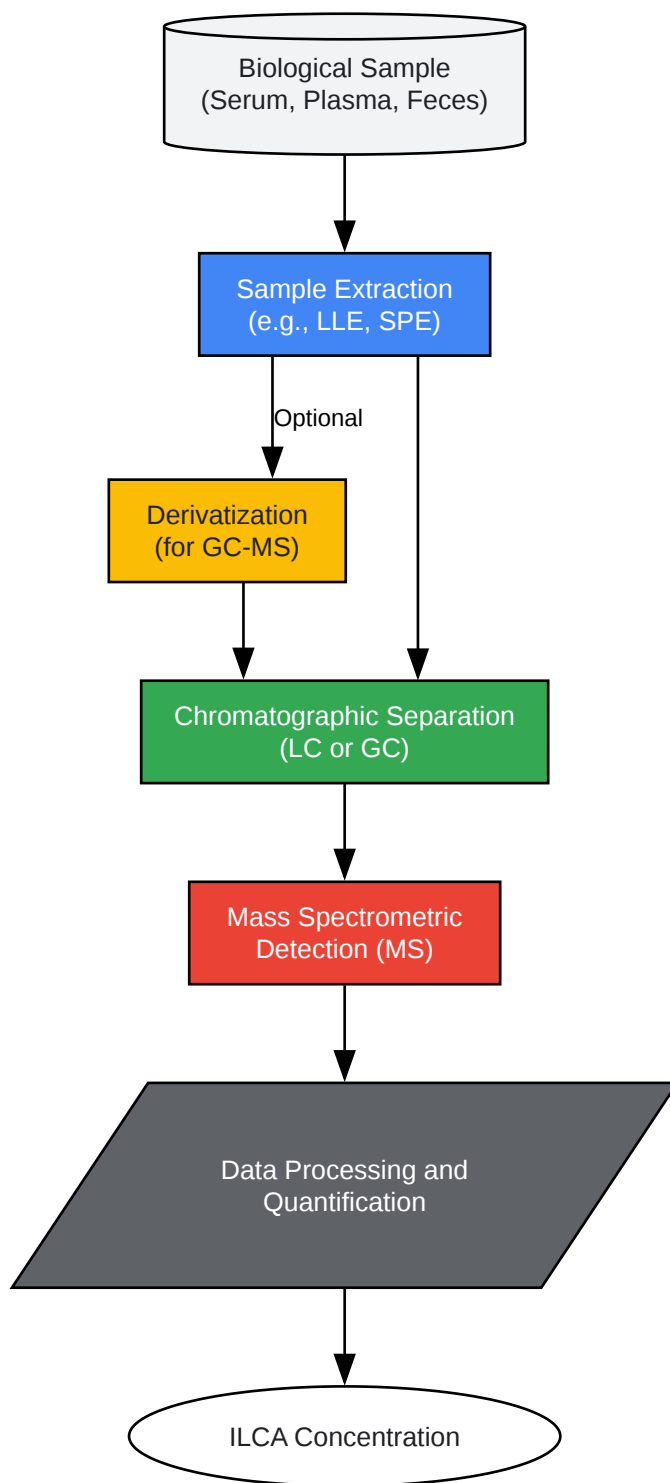 Biological Sample
(Serum, Plasma, Feces)
Sample Extraction
(e.g., LLE, SPE)
Optional
Derivatization
(for GC-MS)
Chromatographic Separation
(LC or GC)
Mass Spectrometric
Detection (MS)
Data Processing and
Quantification
ILCA Concentration